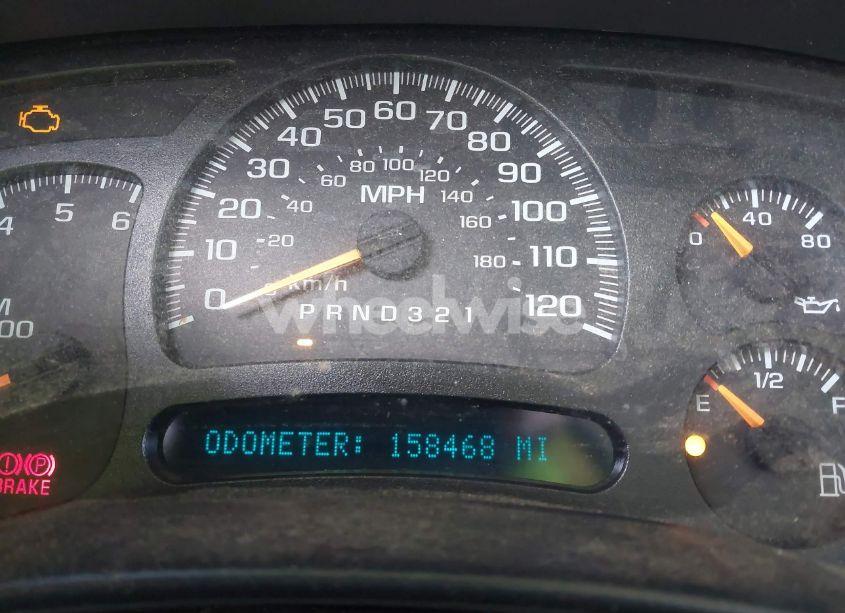 50 60 70
40 80
30 80 100 120 90
60 140
4 5 6 20 40 MPH 160 100 0 40 80
10 20 180 110
0 km/h 120
PRND321
wheelwise
E 1/2
ODOMETER: 158468 MI
BRAKE